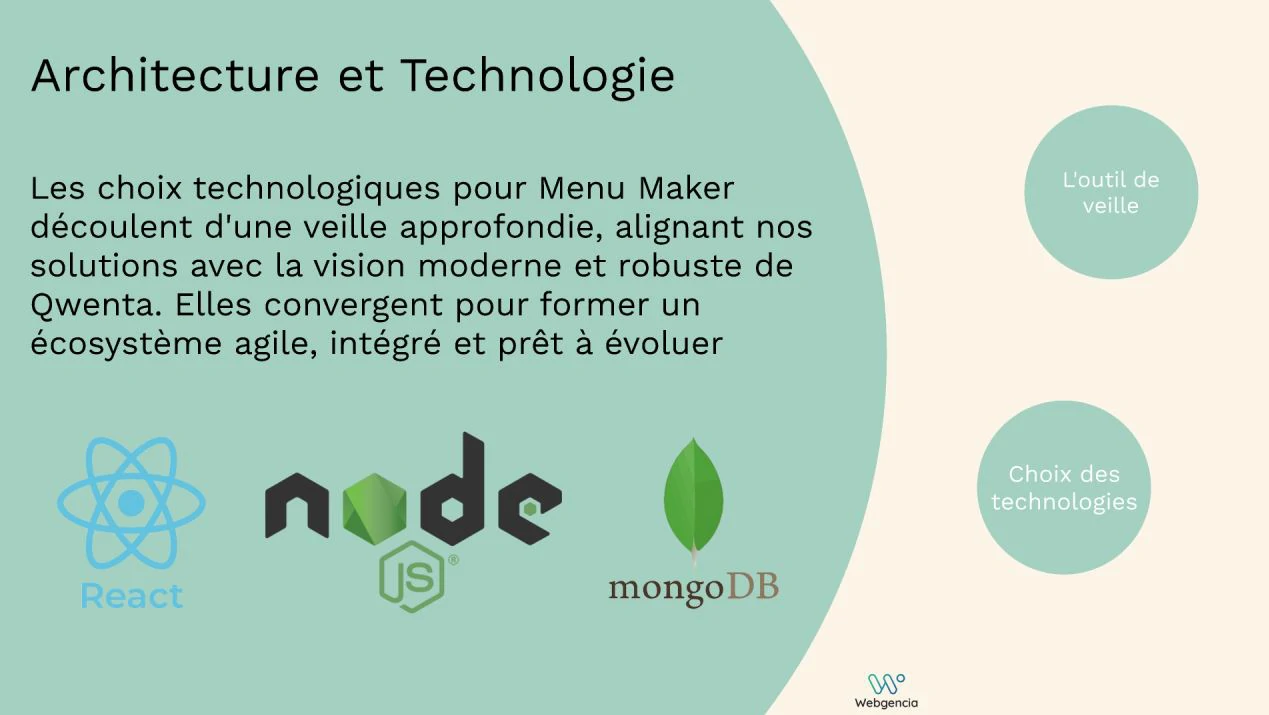 Architecture et Technologie
Les choix technologiques pour Menu Maker
découlent d'une veille approfondie, alignant nos
solutions avec la vision moderne et robuste de
Qwenta. Elles convergent pour former un
écosystème agile, intégré et prêt à évoluer
L'outil de
veille
Choix des
technologies
React
node
JS®
mongoDB
Webgencia